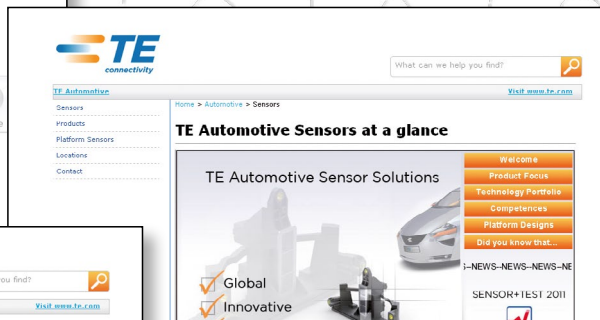 TE
connectivity
What can we help you find?
TE Automotive
Visit www.te.com
Sensors
Products
Platform Sensors
Locations
Contact
Home > Automotive > Sensors
TE Automotive Sensors at a glance
TE Automotive Sensor Solutions
Global
Innovative
Welcome
Product Focus
Technology Portfolio
Competences
Platform Designs
Did you know that...
S--NEWS--NEWS--NEWS--NE
SENSOR+TEST 2011
you find?
Visit www.te.com